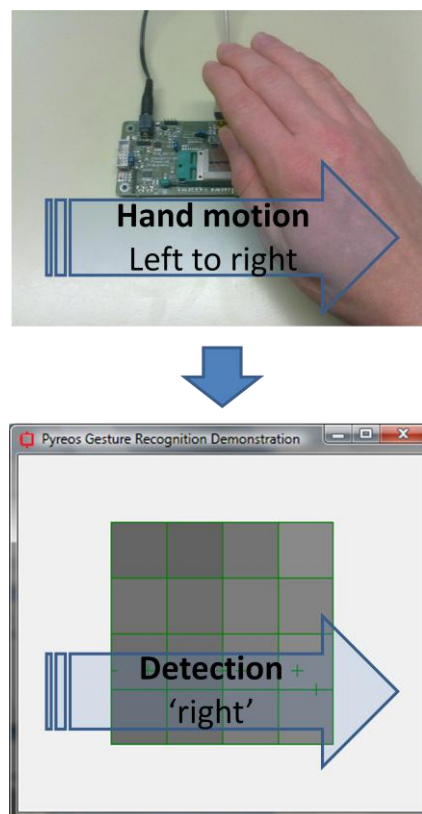 Hand motion
Left to right
Pyreos Gesture Recognition Demonstration
Detection
‘right’